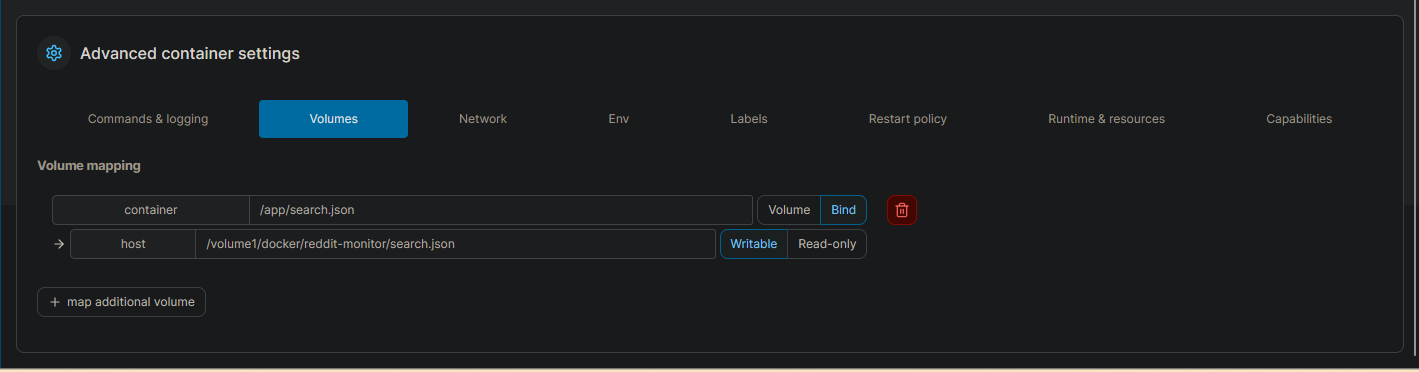 Advanced container settings
Commands & logging Volumes Network Env Labels Restart policy Runtime & resources Capabilities
Volume mapping
container /app/search.json Volume Bind
host /volume1/docker/reddit-monitor/search.json Writable Read-only
map additional volume